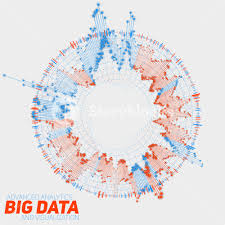 ADVANCED ANALYTICS
BIG DATA
AND VISUALIZATION